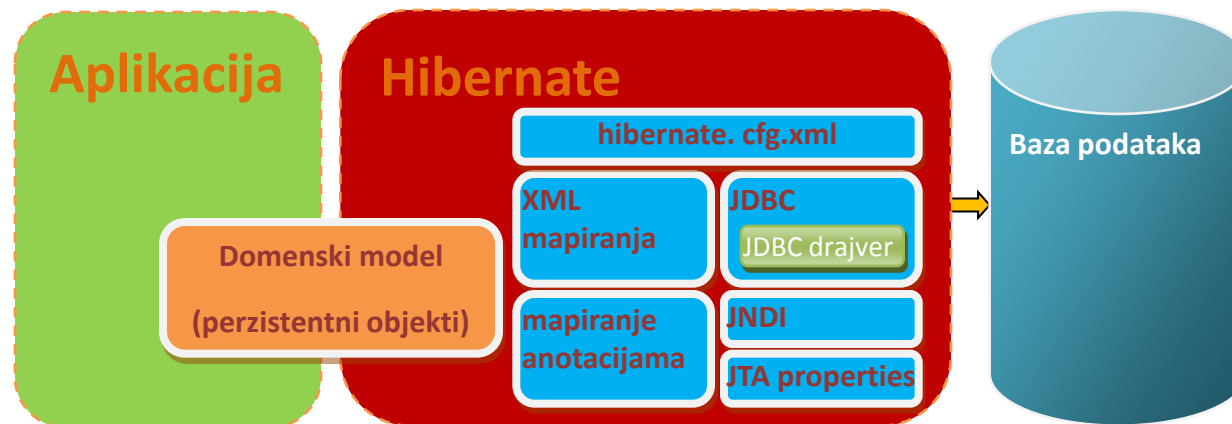 Aplikacija
Hibernate
hibernate. cfg.xml
Baza podataka
XML
mapiranja
JDBC
JDBC drajver
Domenski model
(perzistentni objekti)
mapiranje
anotacijama
JNDI
JTA properties